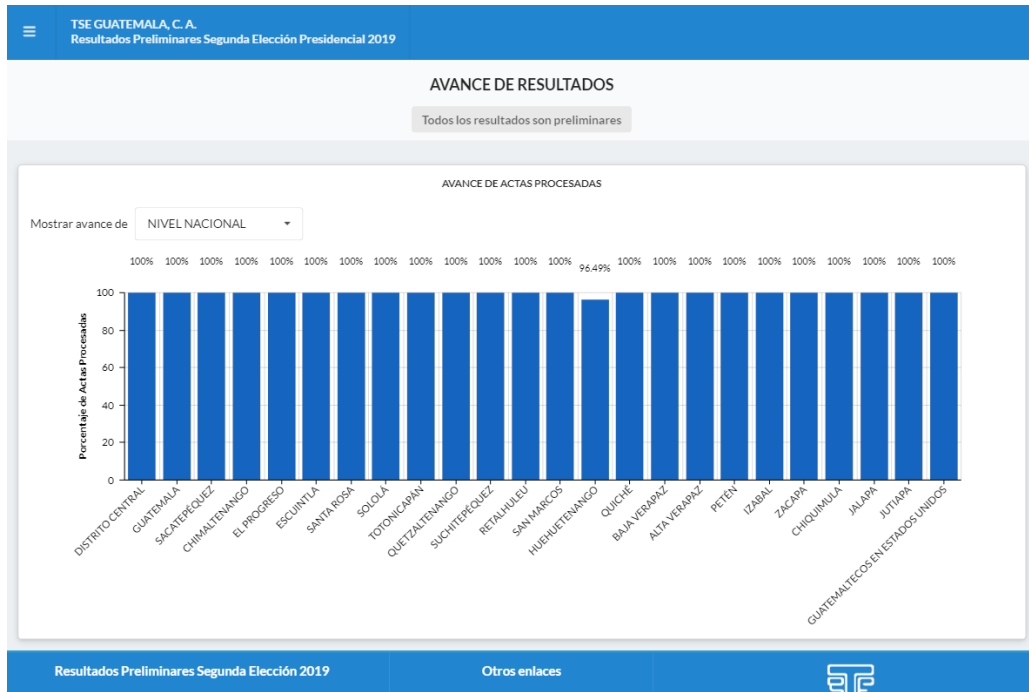 TSE GUATEMALA, C. A.
Resultados Preliminares Segunda Elección Presidencial 2019
AVANCE DE RESULTADOS
Todos los resultados son preliminares
AVANCE DE ACTAS PROCESADAS
Mostrar avance de NIVEL NACIONAL
100% 100% 100% 100% 100% 100% 100% 100% 100% 100% 100% 100% 100% 96.49% 100% 100% 100% 100% 100% 100% 100% 100% 100% 100%
Porcentaje de Actas Procesadas
100
80
60
40
20
0
DISTRITO CENTRAL
GUATEMALA
SACATEPÉQUEZ
CHIMALTENANGO
EL PROGRESO
ESCUINTLA
SANTA ROSA
SOLOLÁ
TOTONICAPÁN
QUETZALTENANGO
SUCHITEPÉQUEZ
RETALHULEU
SAN MARCOS
HUEHUETENANGO
QUICHÉ
BAJA VERAPAZ
ALTA VERAPAZ
PETÉN
IZABAL
ZACAPA
CHIQUIMULA
JALAPA
JUTIAPA
GUATEMALTECOS EN ESTADOS UNIDOS
Resultados Preliminares Segunda Elección 2019
Otros enlaces